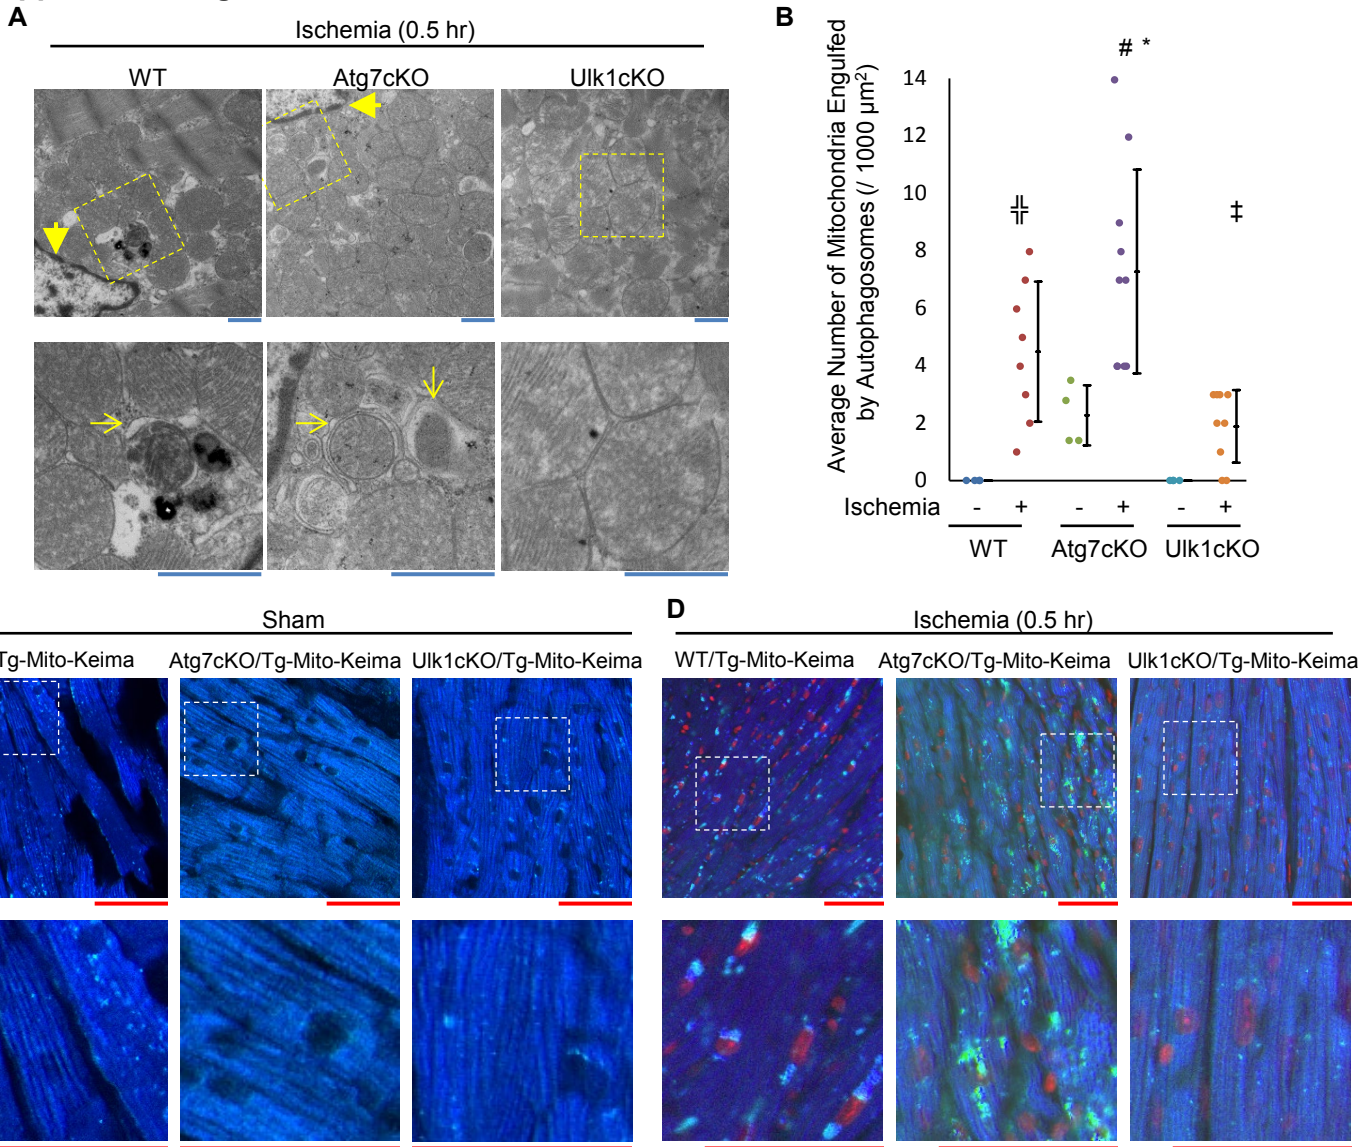 A
Ischemia (0.5 hr)
WT Atg7cKO Ulk1cKO
B
Average Number of Mitochondria Engulfed
by Autophagosomes (/ 1000 µm²)
# *
14
12
10
8
6
4
2
0
╬
‡
Ischemia - + - + - +
WT Atg7cKO Ulk1cKO
Sham
Tg-Mito-Keima Atg7cKO/Tg-Mito-Keima Ulk1cKO/Tg-Mito-Keima
D
Ischemia (0.5 hr)
WT/Tg-Mito-Keima Atg7cKO/Tg-Mito-Keima Ulk1cKO/Tg-Mito-Keima